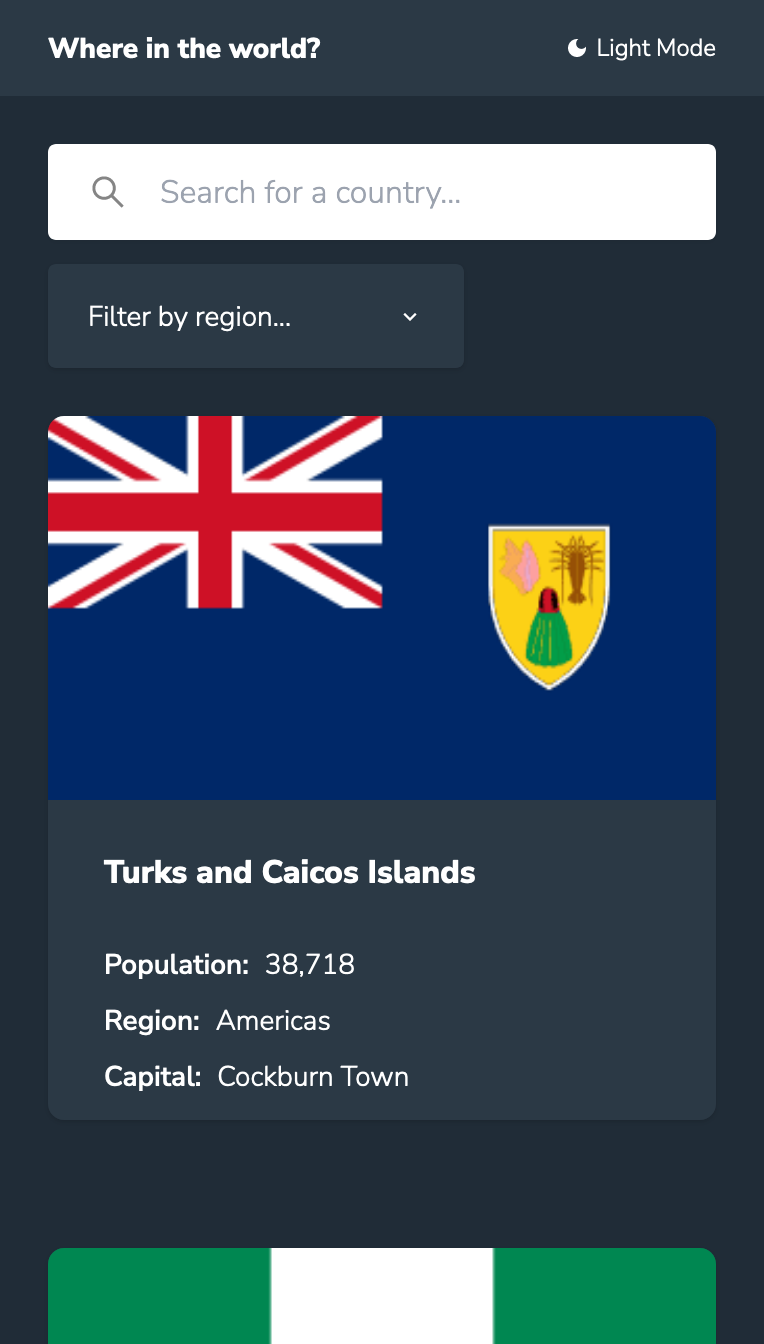 Where in the world?
Light Mode
Search for a country...
Filter by region...
Turks and Caicos Islands
Population: 38,718
Region: Americas
Capital: Cockburn Town